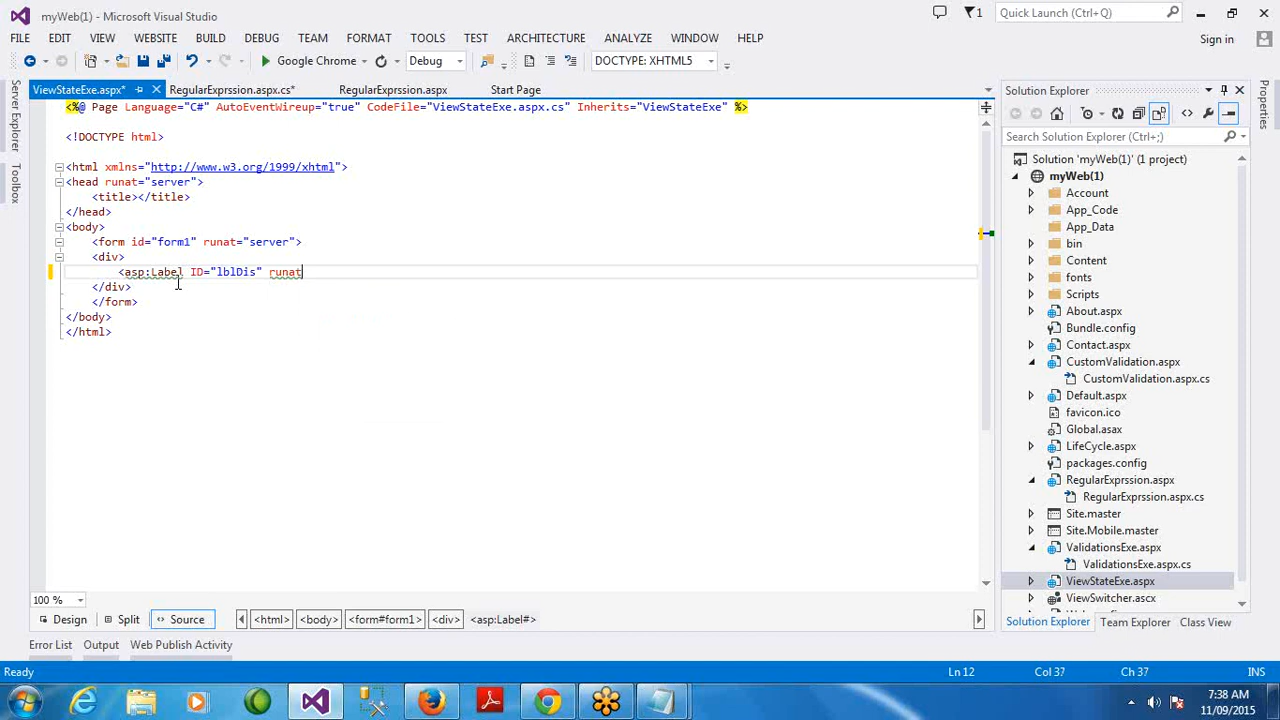 myWeb(1) - Microsoft Visual Studio
1
Quick Launch (Ctrl+Q)
FILE EDIT VIEW WEBSITE BUILD DEBUG TEAM FORMAT TOOLS TEST ARCHITECTURE ANALYZE WINDOW HELP
Sign in
Google Chrome Debug DOCTYPE: XHTML5
Server Explorer
Toolbox
ViewStateExe.aspx* RegularExprssion.aspx.cs* RegularExprssion.aspx Start Page
<%@ Page Language="C#" AutoEventWireup="true" CodeFile="ViewStateExe.aspx.cs" Inherits="ViewStateExe" %>
<!DOCTYPE html>
<html xmlns="http://www.w3.org/1999/xhtml">
<head runat="server">
<title></title>
</head>
<body>
<form id="form1" runat="server">
<div>
<asp:Label ID="lblDis" runat
</div>
</form>
</body>
</html>
100 %
Design Split Source <html> <body> <form#form1> <div> <asp:Label#>
Error List Output Web Publish Activity
Solution Explorer
Search Solution Explorer (Ctrl+;)
Solution 'myWeb(1)' (1 project)
myWeb(1)
Account
App_Code
App_Data
bin
Content
fonts
Scripts
About.aspx
Bundle.config
Contact.aspx
CustomValidation.aspx
CustomValidation.aspx.cs
Default.aspx
favicon.ico
Global.asax
LifeCycle.aspx
packages.config
RegularExprssion.aspx
RegularExprssion.aspx.cs
Site.master
Site.Mobile.master
ValidationsExe.aspx
ValidationsExe.aspx.cs
ViewStateExe.aspx
ViewSwitcher.ascx
Solution Explorer Team Explorer Class View
Properties
Ready Ln 12 Col 37 Ch 37 INS
7:38 AM
11/09/2015